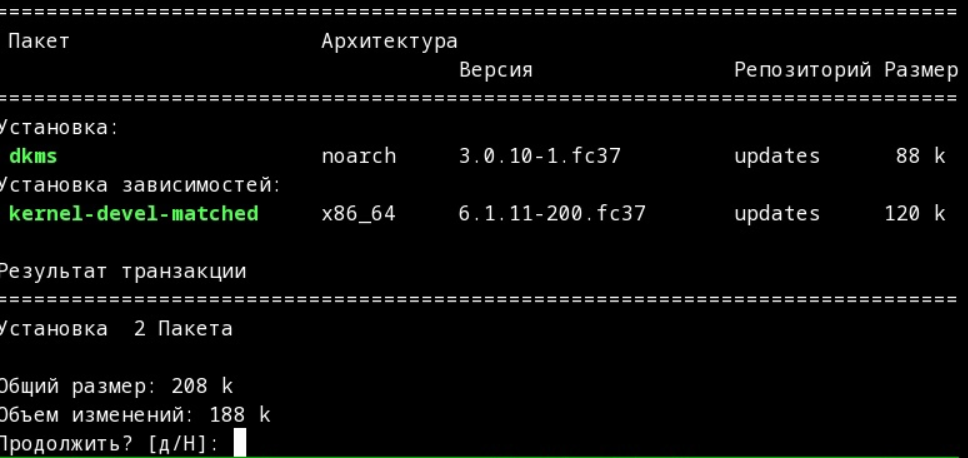 ================================================================================
Пакет Архитектура
Версия Репозиторий Размер
================================================================================
Установка:
dkms noarch 3.0.10-1.fc37 updates 88 k
Установка зависимостей:
kernel-devel-matched x86_64 6.1.11-200.fc37 updates 120 k
Результат транзакции
================================================================================
Установка 2 Пакета
Общий размер: 208 k
Объем изменений: 188 k
Продолжить? [д/Н]: